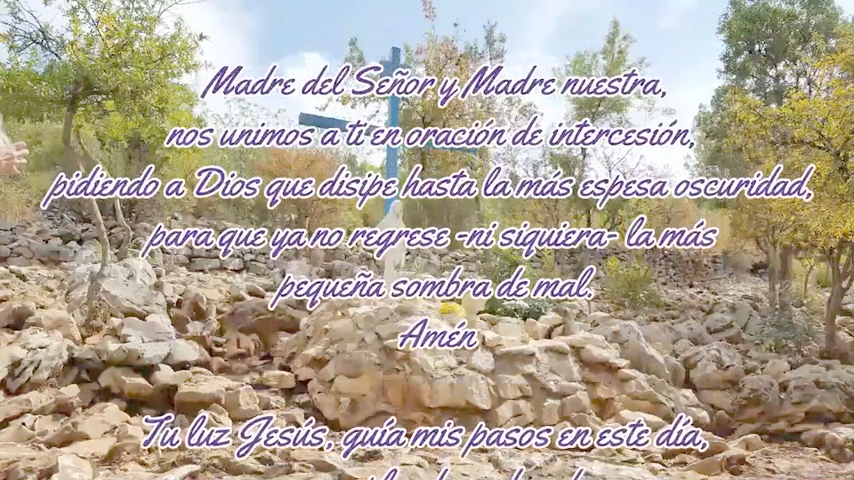 Madre del Señor y Madre nuestra,
nos unimos a ti en oración de intercesión,
pidiendo a Dios que disipe hasta la más espesa oscuridad,
para que ya no regrese -ni siquiera- la más
pequeña sombra de mal.
Amén
Tu luz Jesús, guía mis pasos en este día,